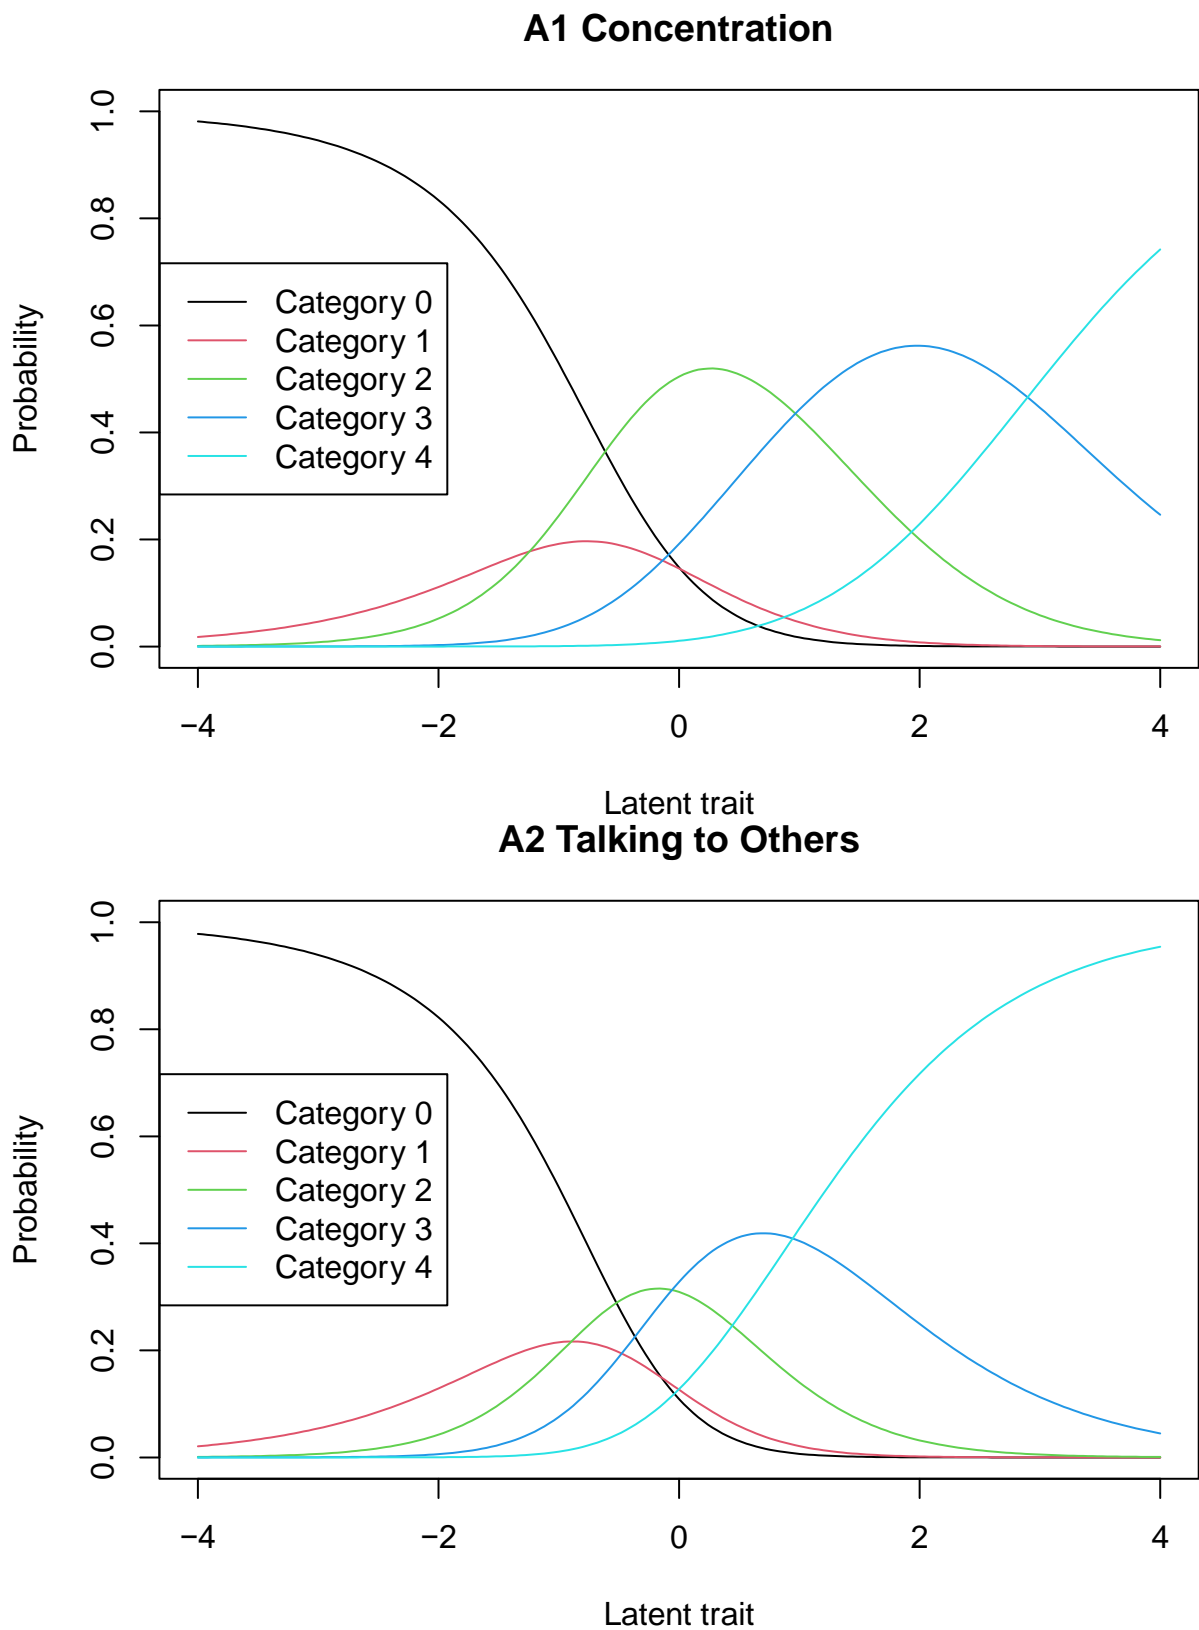 A1 Concentration
1.0
0.8
0.6
0.4
0.2
0.0
Probability
Category 0
Category 1
Category 2
Category 3
Category 4
−4 −2 0 2 4
Latent trait
A2 Talking to Others
1.0
0.8
0.6
0.4
0.2
0.0
Probability
Category 0
Category 1
Category 2
Category 3
Category 4
−4 −2 0 2 4
Latent trait